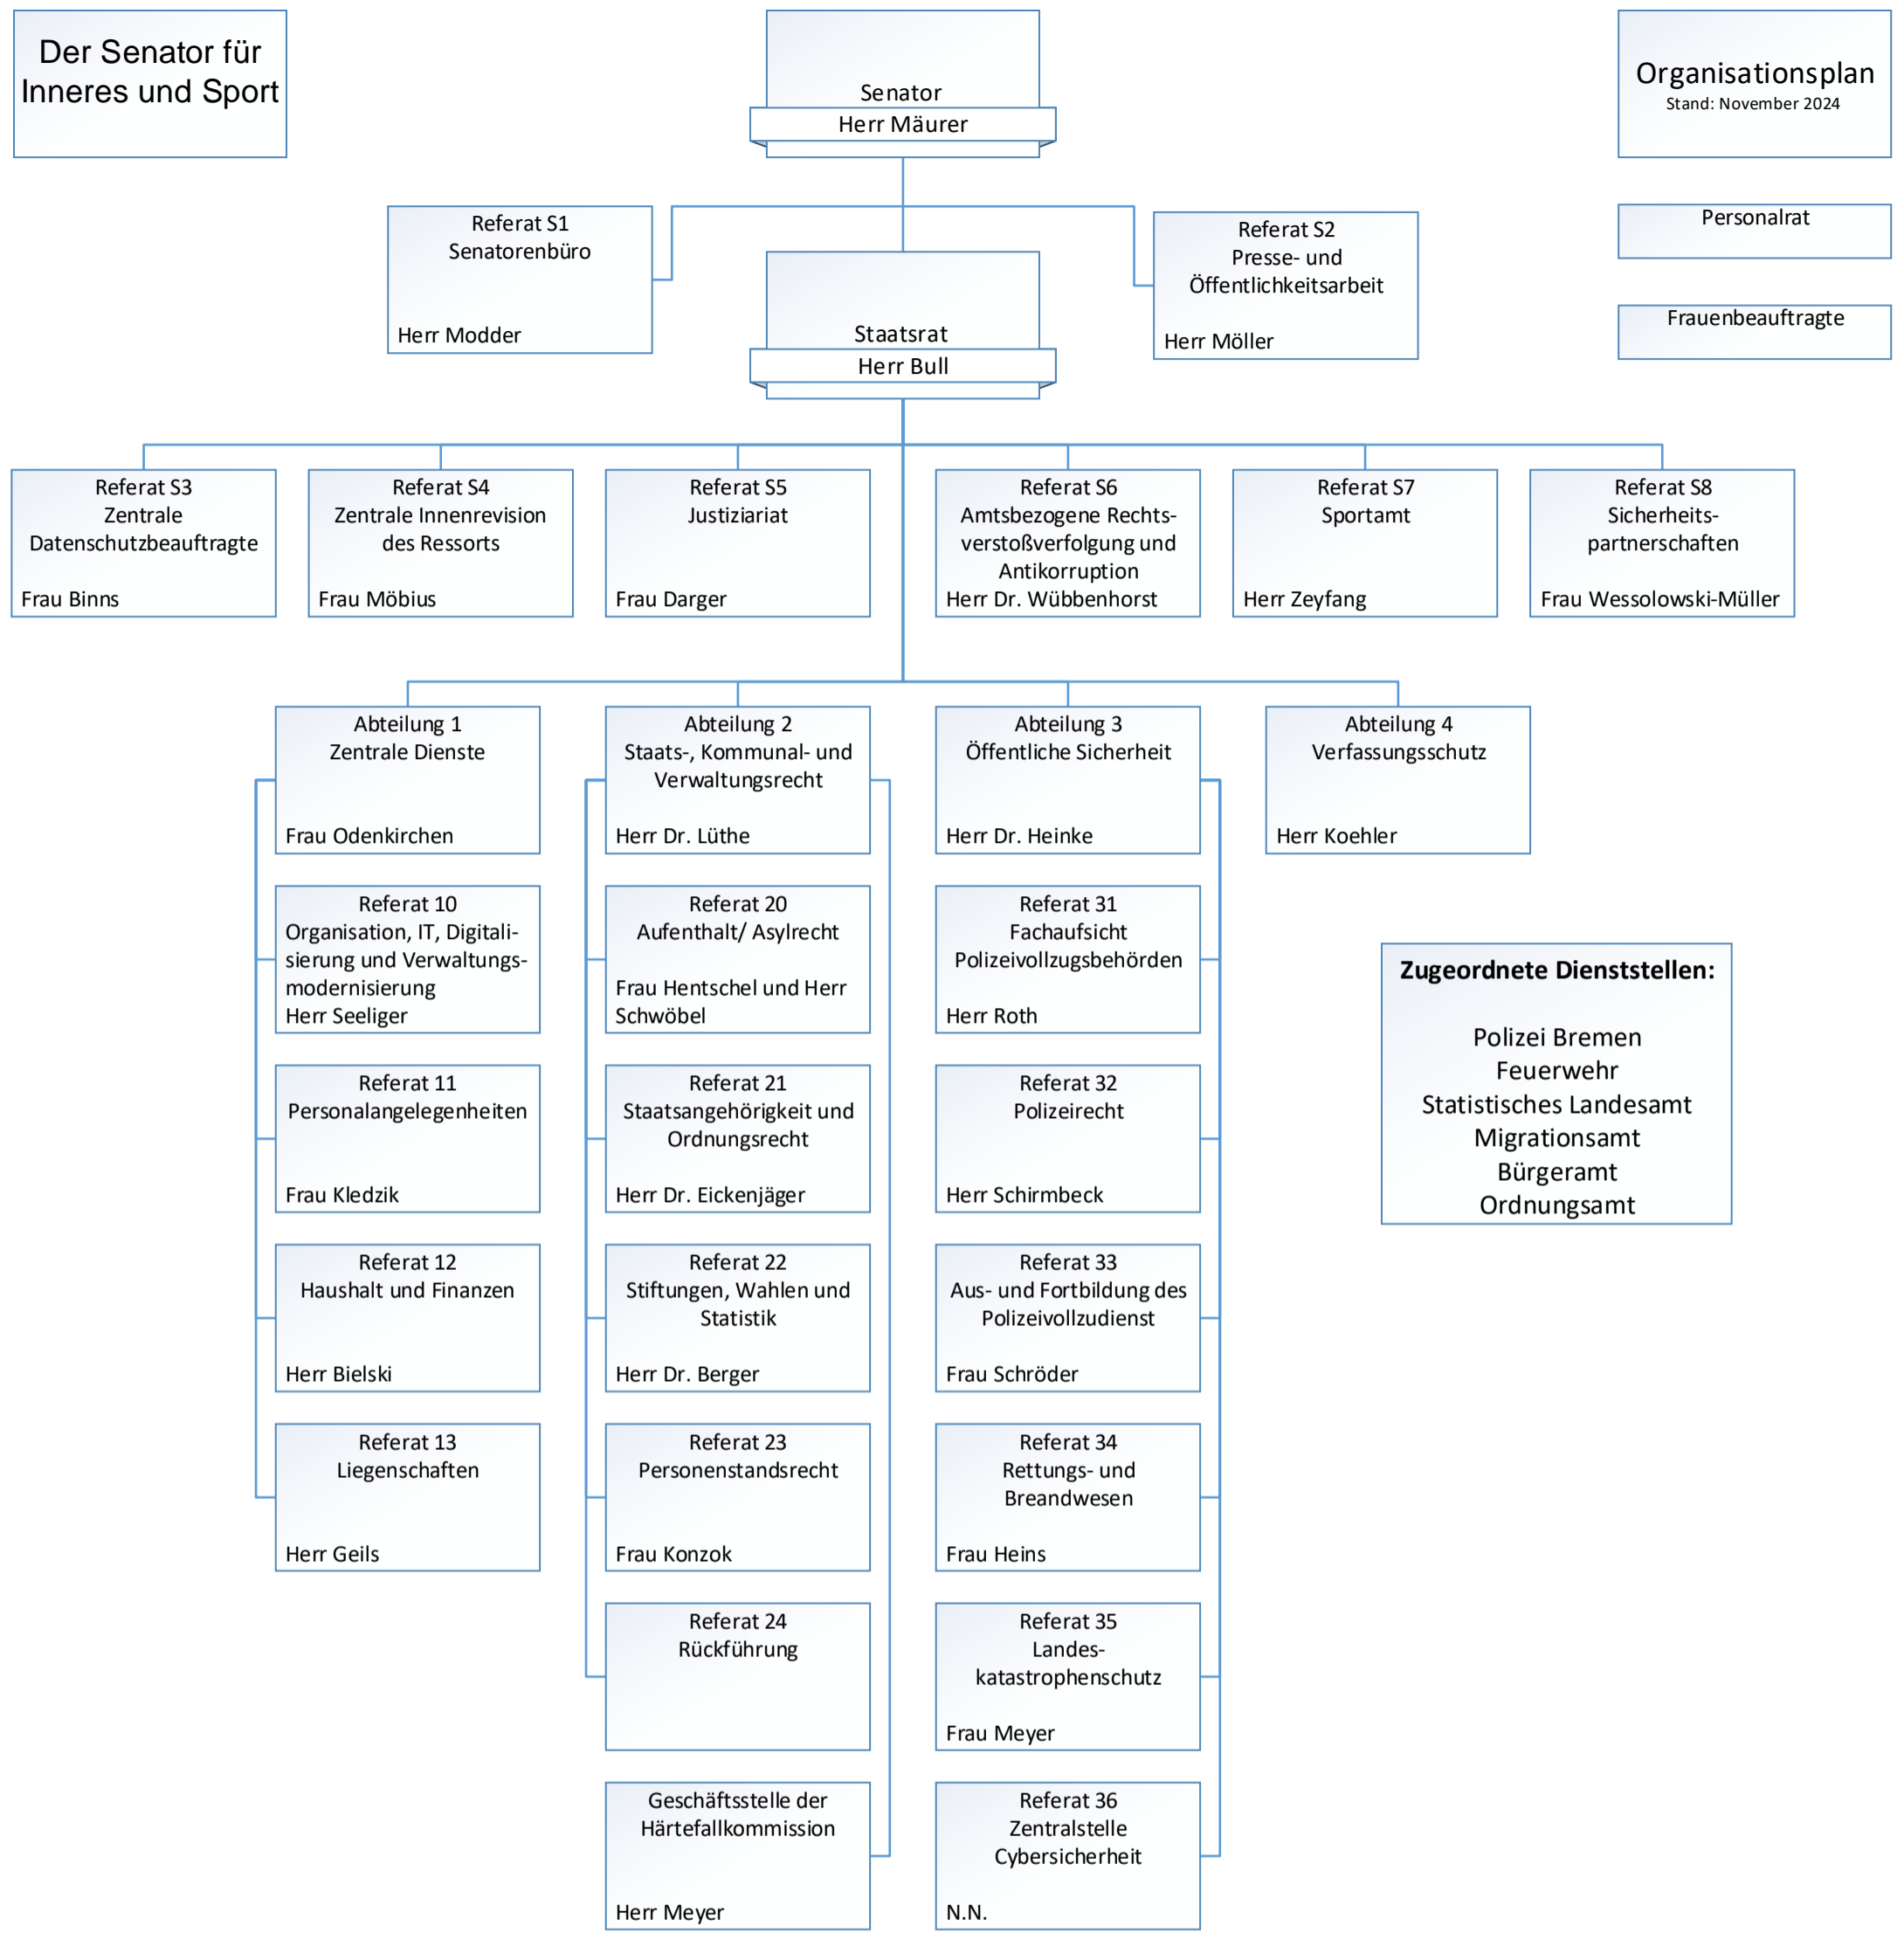 Der Senator für
Inneres und Sport
Senator
Herr Mäurer
Organisationsplan
Stand: November 2024
Personalrat
Frauenbeauftragte
Referat S1
Senatorenbüro
Herr Modder
Staatsrat
Herr Bull
Referat S2
Presse- und
Öffentlichkeitsarbeit
Herr Möller
Referat S3
Zentrale
Datenschutzbeauftragte
Frau Binns
Referat S4
Zentrale Innenrevision
des Ressorts
Frau Möbius
Referat S5
Justiziariat
Frau Darger
Referat S6
Amtsbezogene Rechts-
verstoßverfolgung und
Antikorruption
Herr Dr. Wübbenhorst
Referat S7
Sportamt
Herr Zeyfang
Referat S8
Sicherheits-
partnerschaften
Frau Wessolowski-Müller
Abteilung 1
Zentrale Dienste
Frau Odenkirchen
Referat 10
Organisation, IT, Digitali-
sierung und Verwaltungs-
modernisierung
Herr Seeliger
Referat 11
Personalangelegenheiten
Frau Kledzik
Referat 12
Haushalt und Finanzen
Herr Bielski
Referat 13
Liegenschaften
Herr Geils
Abteilung 2
Staats-, Kommunal- und
Verwaltungsrecht
Herr Dr. Lüthe
Referat 20
Aufenthalt/ Asylrecht
Frau Hentschel und Herr
Schwöbel
Referat 21
Staatsangehörigkeit und
Ordnungsrecht
Herr Dr. Eickenjäger
Referat 22
Stiftungen, Wahlen und
Statistik
Herr Dr. Berger
Referat 23
Personenstandsrecht
Frau Konzok
Referat 24
Rückführung
Geschäftsstelle der
Härtefallkommission
Herr Meyer
Abteilung 3
Öffentliche Sicherheit
Herr Dr. Heinke
Referat 31
Fachaufsicht
Polizeivollzugsbehörden
Herr Roth
Referat 32
Polizeirecht
Herr Schirmbeck
Referat 33
Aus- und Fortbildung des
Polizeivollzudienst
Frau Schröder
Referat 34
Rettungs- und
Breandwesen
Frau Heins
Referat 35
Landes-
katastrophenschutz
Frau Meyer
Referat 36
Zentralstelle
Cybersicherheit
N.N.
Abteilung 4
Verfassungsschutz
Herr Koehler
Zugeordnete Dienststellen:
Polizei Bremen
Feuerwehr
Statistisches Landesamt
Migrationsamt
Bürgeramt
Ordnungsamt